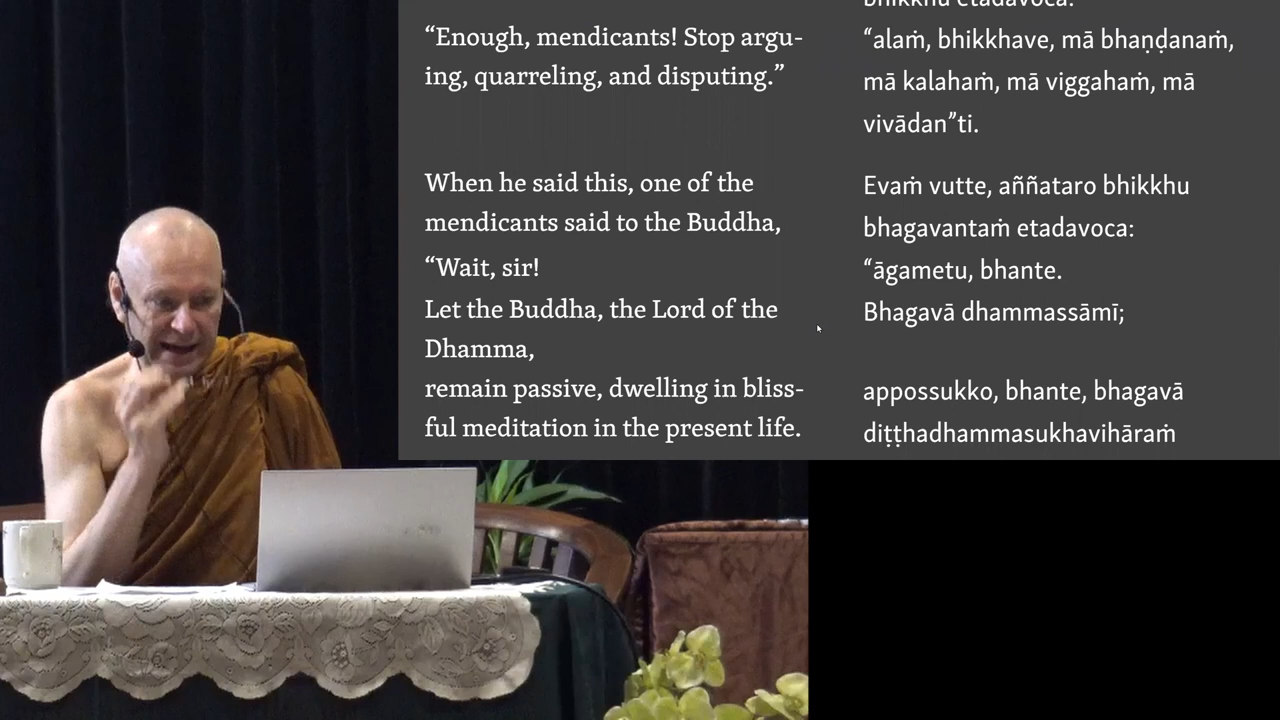 “Enough, mendicants! Stop argu-
ing, quarreling, and disputing.”
When he said this, one of the
mendicants said to the Buddha,
“Wait, sir!
Let the Buddha, the Lord of the
Dhamma,
remain passive, dwelling in bliss-
ful meditation in the present life.
bhikkhu etadavoca:
“alaṁ, bhikkhave, mā bhaṇḍanaṁ,
mā kalahaṁ, mā viggahaṁ, mā
vivādan”ti.
Evaṁ vutte, aññataro bhikkhu
bhagavantaṁ etadavoca:
“āgametu, bhante.
Bhagavā dhammassāmī;
appossukko, bhante, bhagavā
diṭṭhadhammasukhavihāraṁ